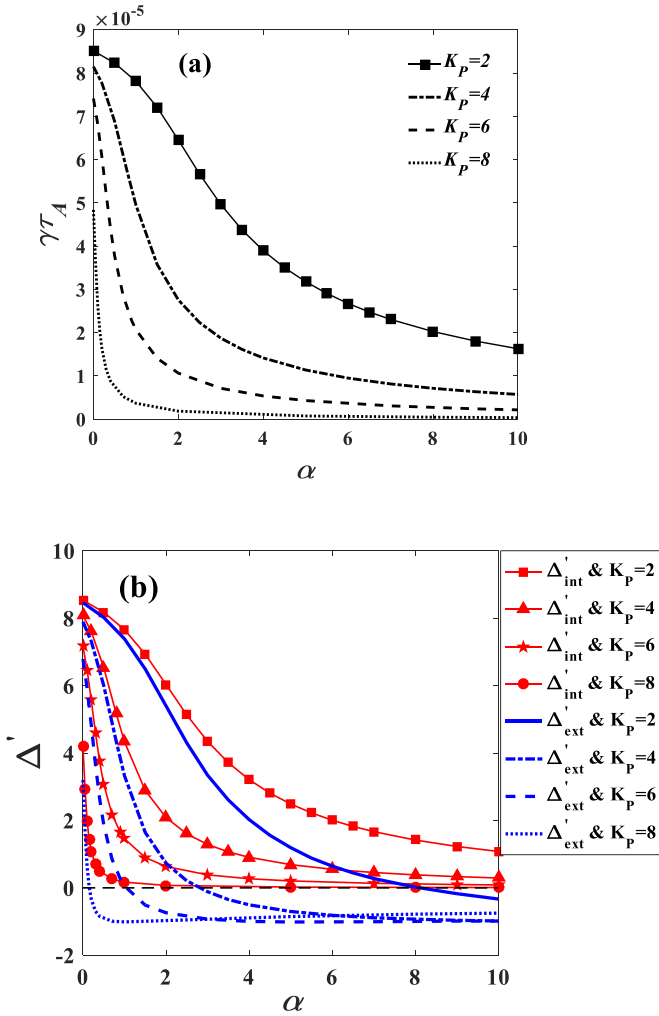 ×10⁻⁵
9
8
7
6
5
4
3
2
1
0
γτ_A
(a)
K_P=2
K_P=4
K_P=6
K_P=8
0 2 4 6 8 10
α
10
8
6
4
2
0
-2
Δ'
(b)
Δ'_int & K_P=2
Δ'_int & K_P=4
Δ'_int & K_P=6
Δ'_int & K_P=8
Δ'_ext & K_P=2
Δ'_ext & K_P=4
Δ'_ext & K_P=6
Δ'_ext & K_P=8
0 2 4 6 8 10
α